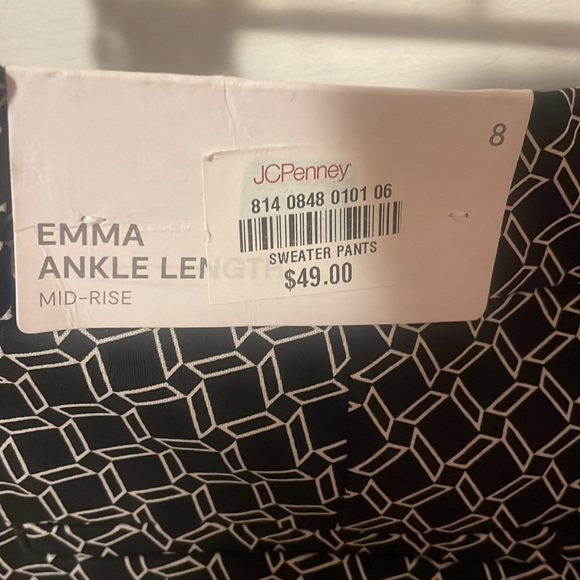 8
JCPenney
814 0848 0101 06
SWEATER PANTS
$49.00
EMMA
ANKLE LENGTH
MID-RISE